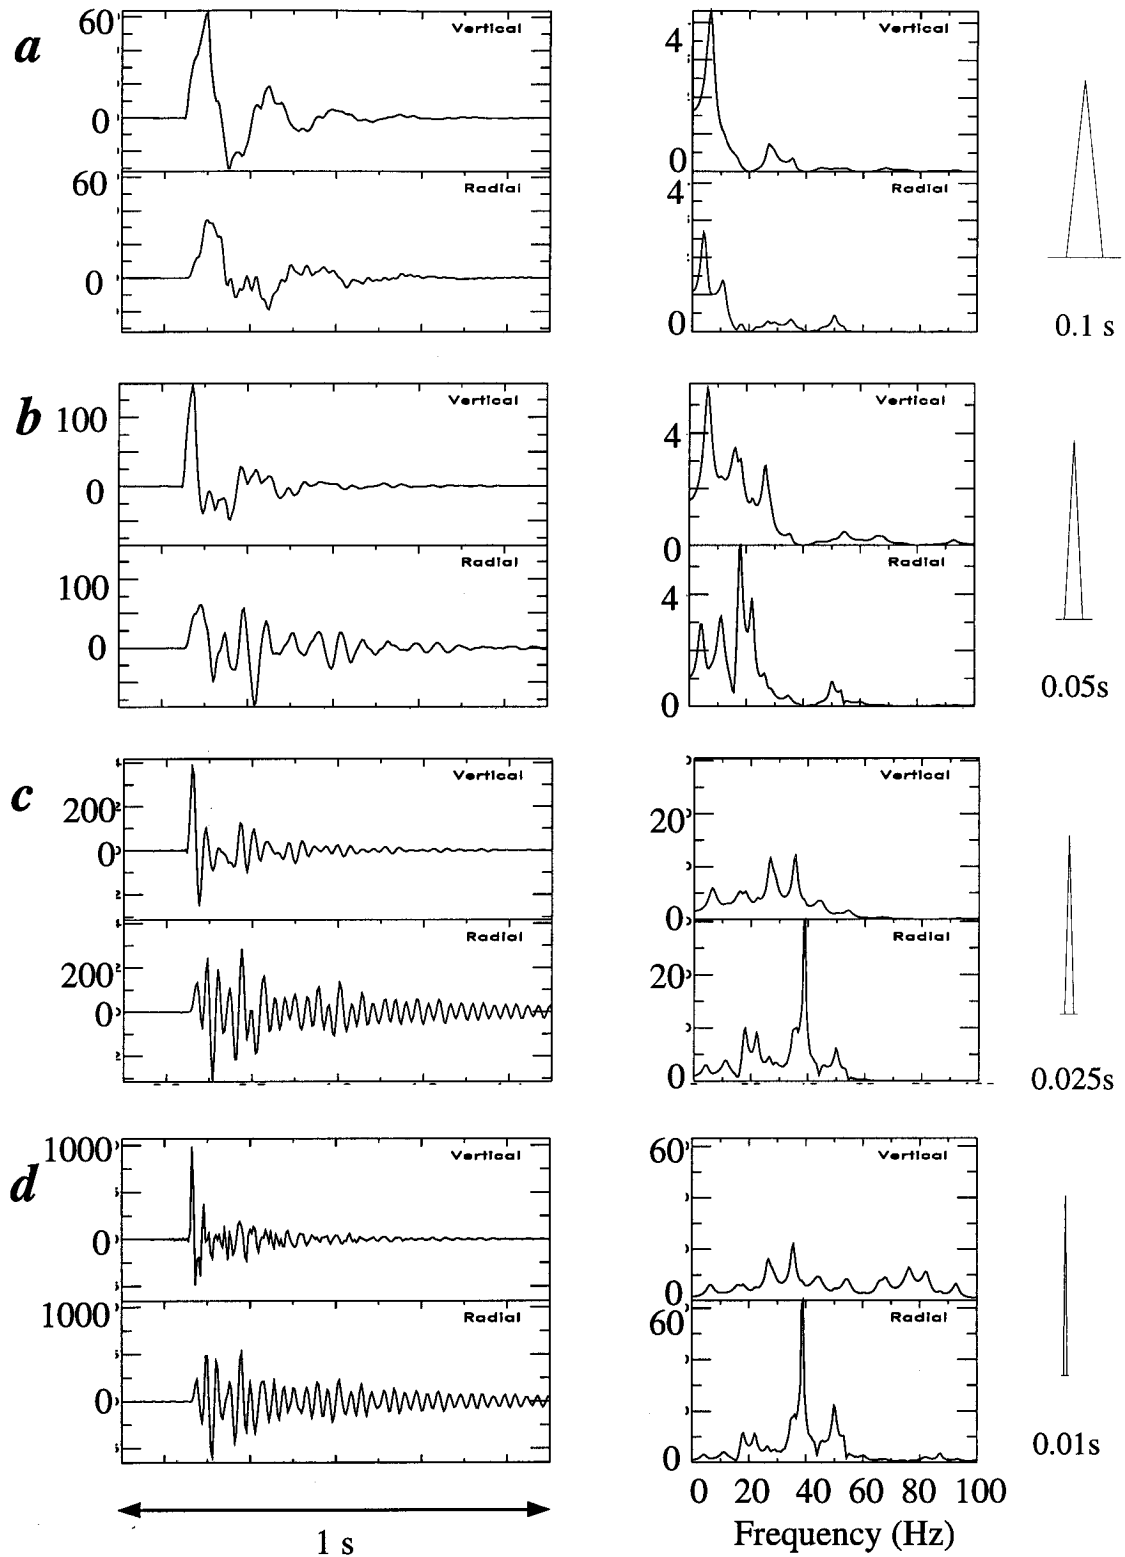 a
60
Vertical
0
60
Radial
0
4
Vertical
0
4
Radial
0
0.1 s
b
100
Vertical
0
100
Radial
0
4
Vertical
0
4
Radial
0
0.05s
c
200
Vertical
0
200
Radial
0
20
Vertical
0
20
Radial
0
0.025s
d
1000
Vertical
0
1000
Radial
0
60
Vertical
0
60
Radial
0
0.01s
0 20 40 60 80 100
Frequency (Hz)
1 s